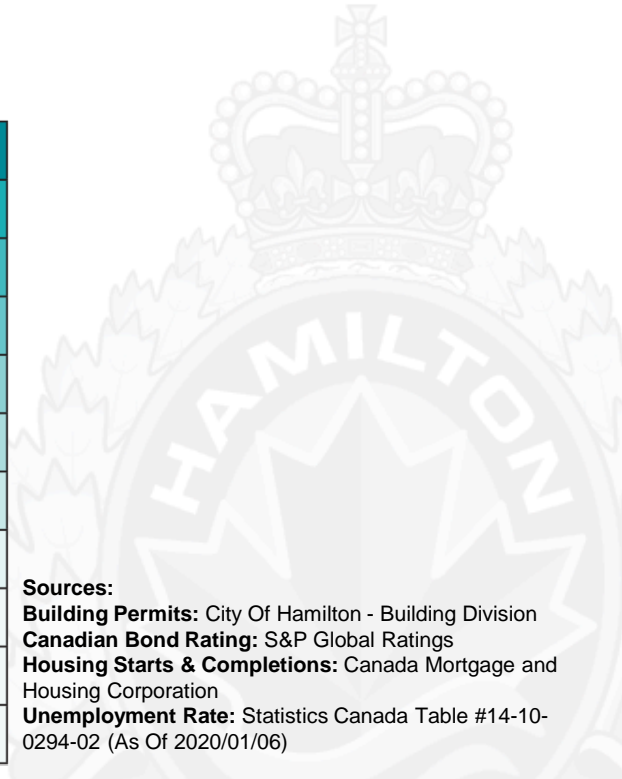 HAMILTON
Sources:
Building Permits: City Of Hamilton - Building Division
Canadian Bond Rating: S&P Global Ratings
Housing Starts & Completions: Canada Mortgage and
Housing Corporation
Unemployment Rate: Statistics Canada Table #14-10-
0294-02 (As Of 2020/01/06)